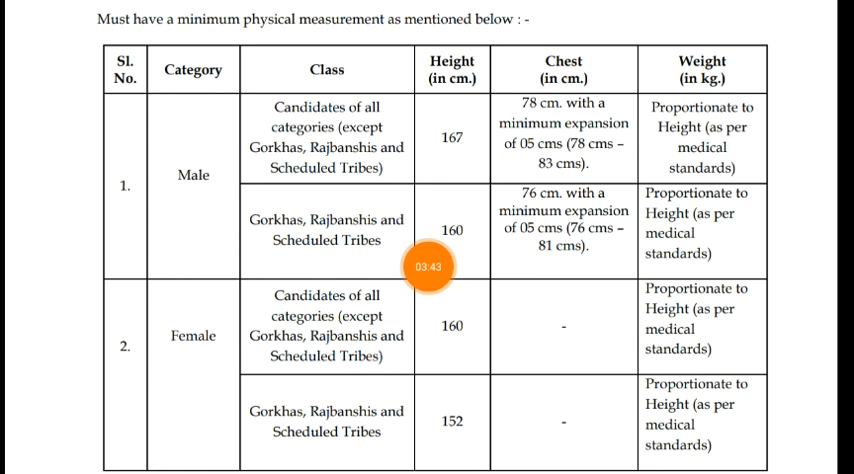 Must have a minimum physical measurement as mentioned below : -
Sl. No. Category Class Height (in cm.) Chest (in cm.) Weight (in kg.)
1.
Male
Candidates of all
categories (except
Gorkhas, Rajbanshis and
Scheduled Tribes)
167
78 cm. with a
minimum expansion
of 05 cms (78 cms –
83 cms).
Proportionate to
Height (as per
medical
standards)
Gorkhas, Rajbanshis and
Scheduled Tribes
160
76 cm. with a
minimum expansion
of 05 cms (76 cms –
81 cms).
Proportionate to
Height (as per
medical
standards)
03:43
2.
Female
Candidates of all
categories (except
Gorkhas, Rajbanshis and
Scheduled Tribes)
160
-
Proportionate to
Height (as per
medical
standards)
Gorkhas, Rajbanshis and
Scheduled Tribes
152
-
Proportionate to
Height (as per
medical
standards)